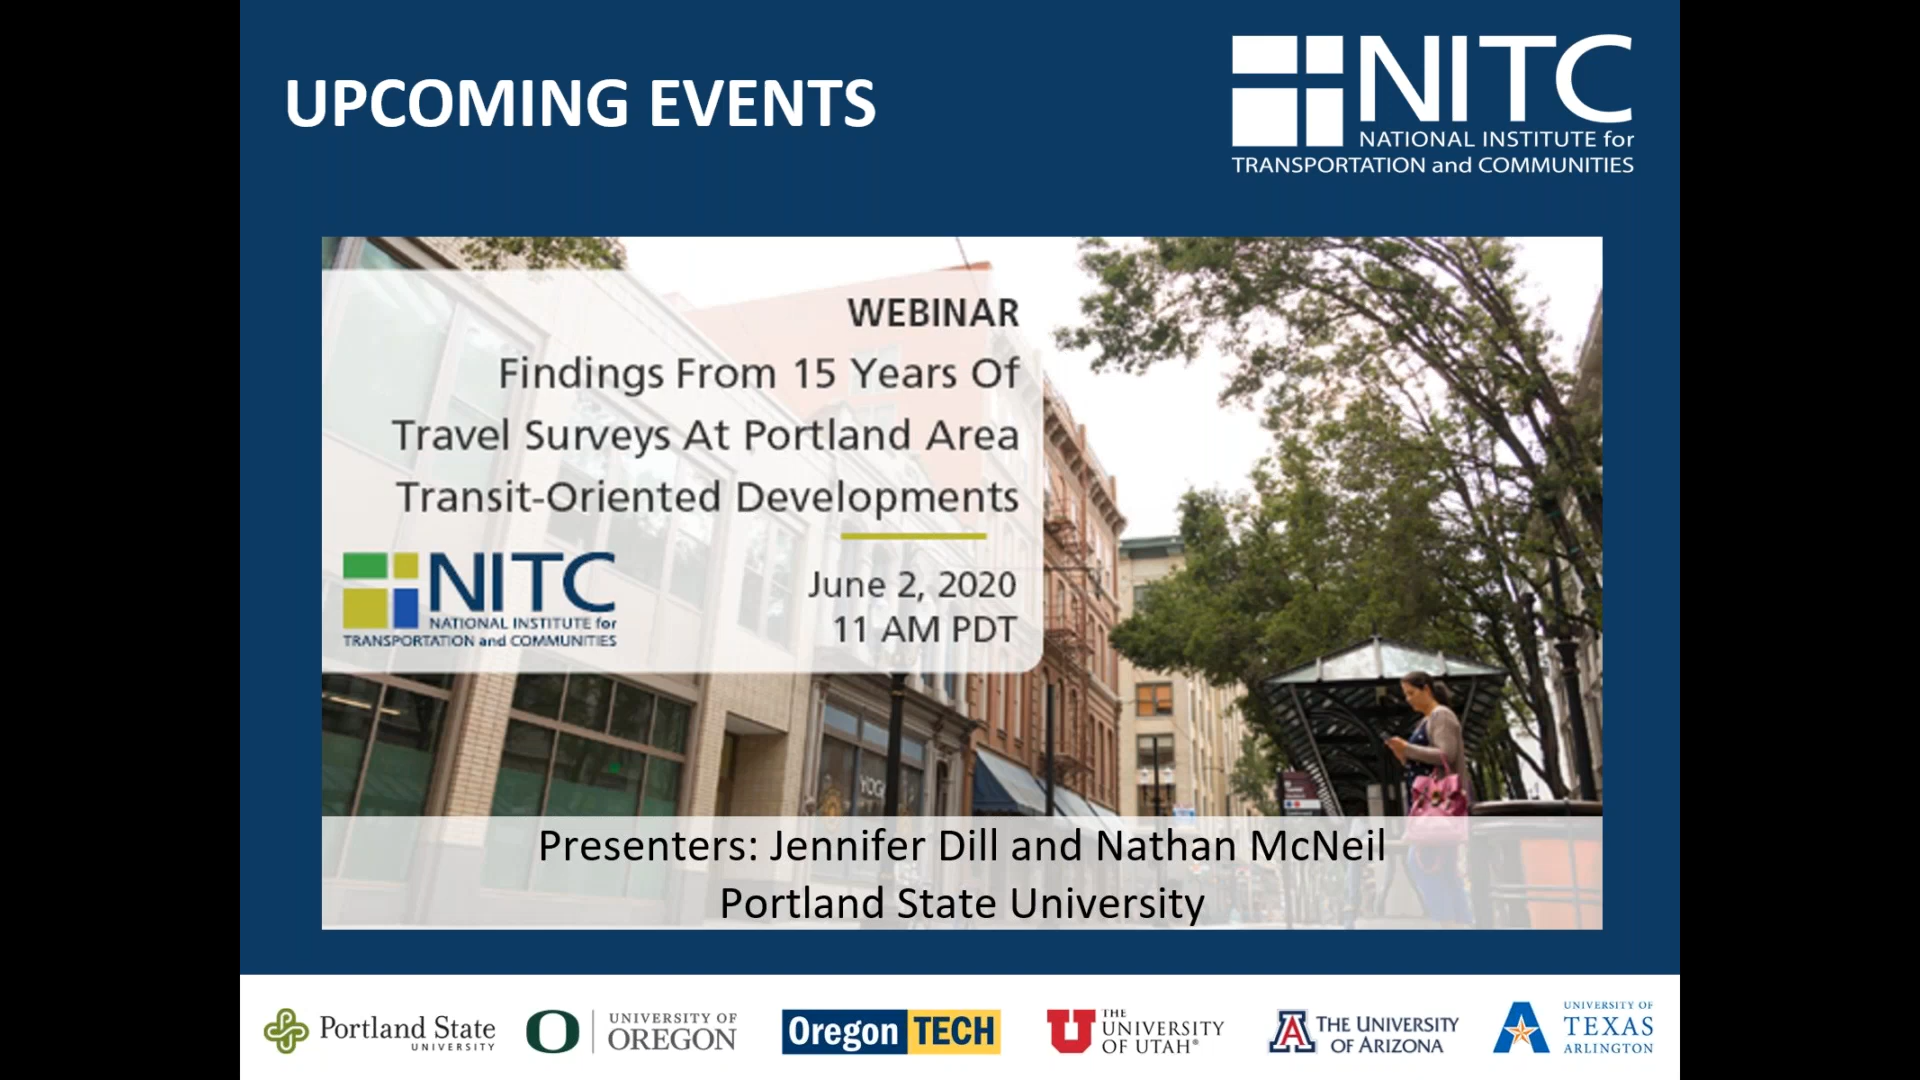 UPCOMING EVENTS
NITC
NATIONAL INSTITUTE for
TRANSPORTATION and COMMUNITIES
WEBINAR
Findings From 15 Years Of
Travel Surveys At Portland Area
Transit-Oriented Developments
NITC
NATIONAL INSTITUTE for
TRANSPORTATION and COMMUNITIES
June 2, 2020
11 AM PDT
YOGA
Presenters: Jennifer Dill and Nathan McNeil
Portland State University
Portland State
UNIVERSITY
O
UNIVERSITY OF
OREGON
Oregon TECH
U
THE
UNIVERSITY
OF UTAH®
A
THE UNIVERSITY
OF ARIZONA
A
UNIVERSITY OF
TEXAS
ARLINGTON